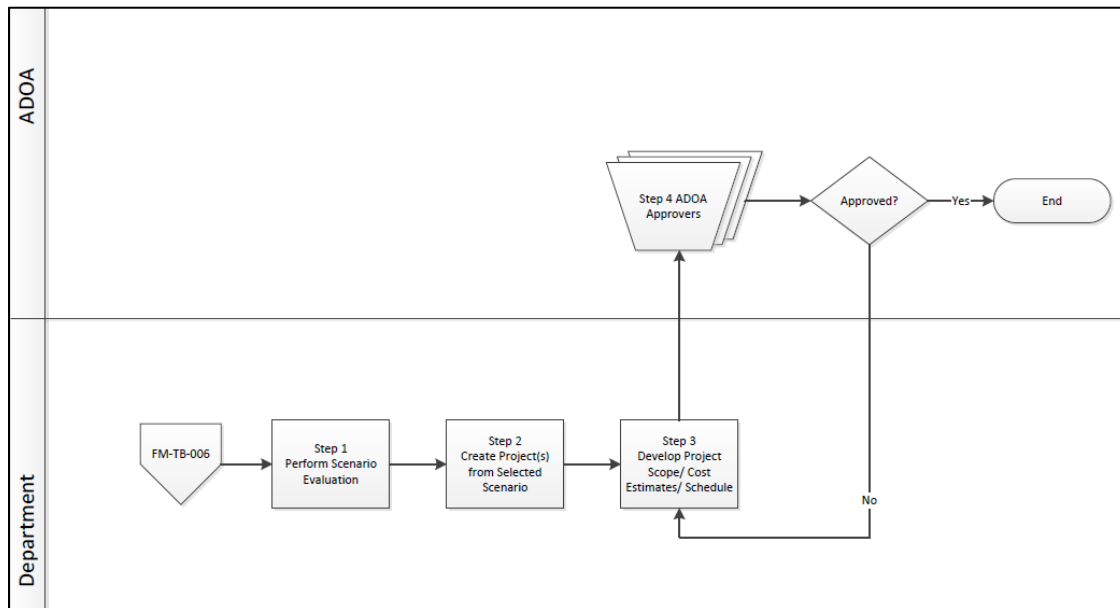 ADOA
Step 4 ADOA
Approvers
Approved?
Yes
End
Department
FM-TB-006
Step 1
Perform Scenario
Evaluation
Step 2
Create Project(s)
from Selected
Scenario
Step 3
Develop Project
Scope/ Cost
Estimates/ Schedule
No